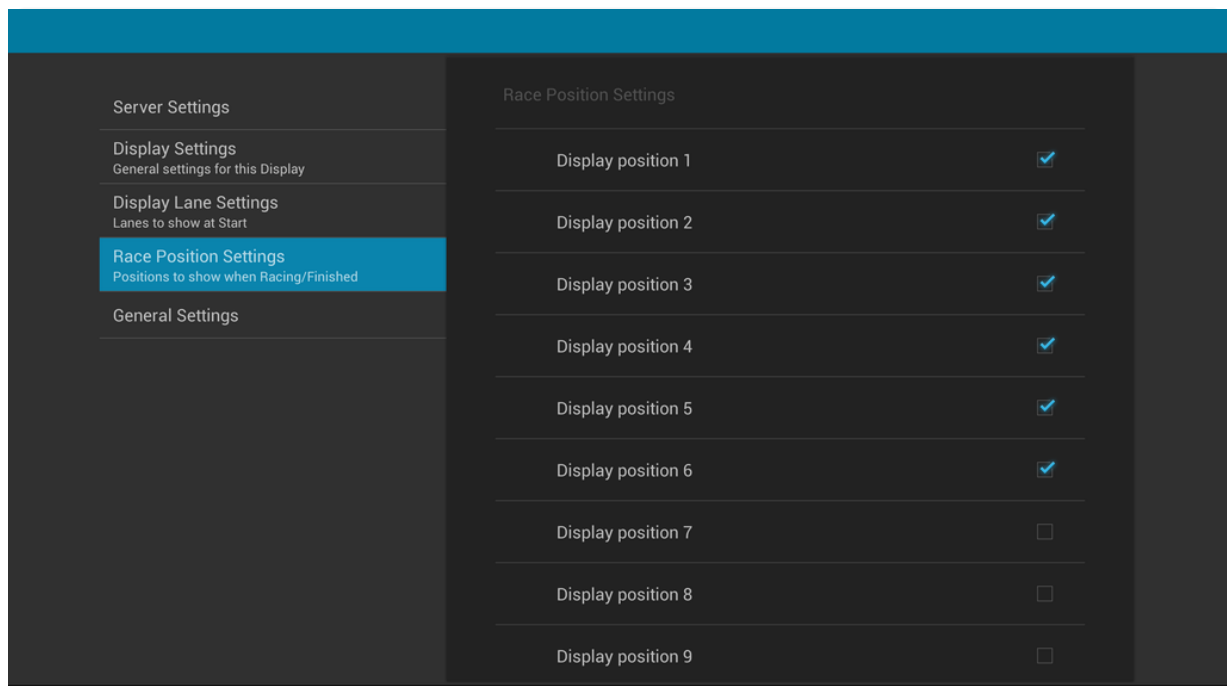 Server Settings
Display Settings
General settings for this Display
Display Lane Settings
Lanes to show at Start
Race Position Settings
Positions to show when Racing/Finished
General Settings
Race Position Settings
Display position 1
Display position 2
Display position 3
Display position 4
Display position 5
Display position 6
Display position 7
Display position 8
Display position 9